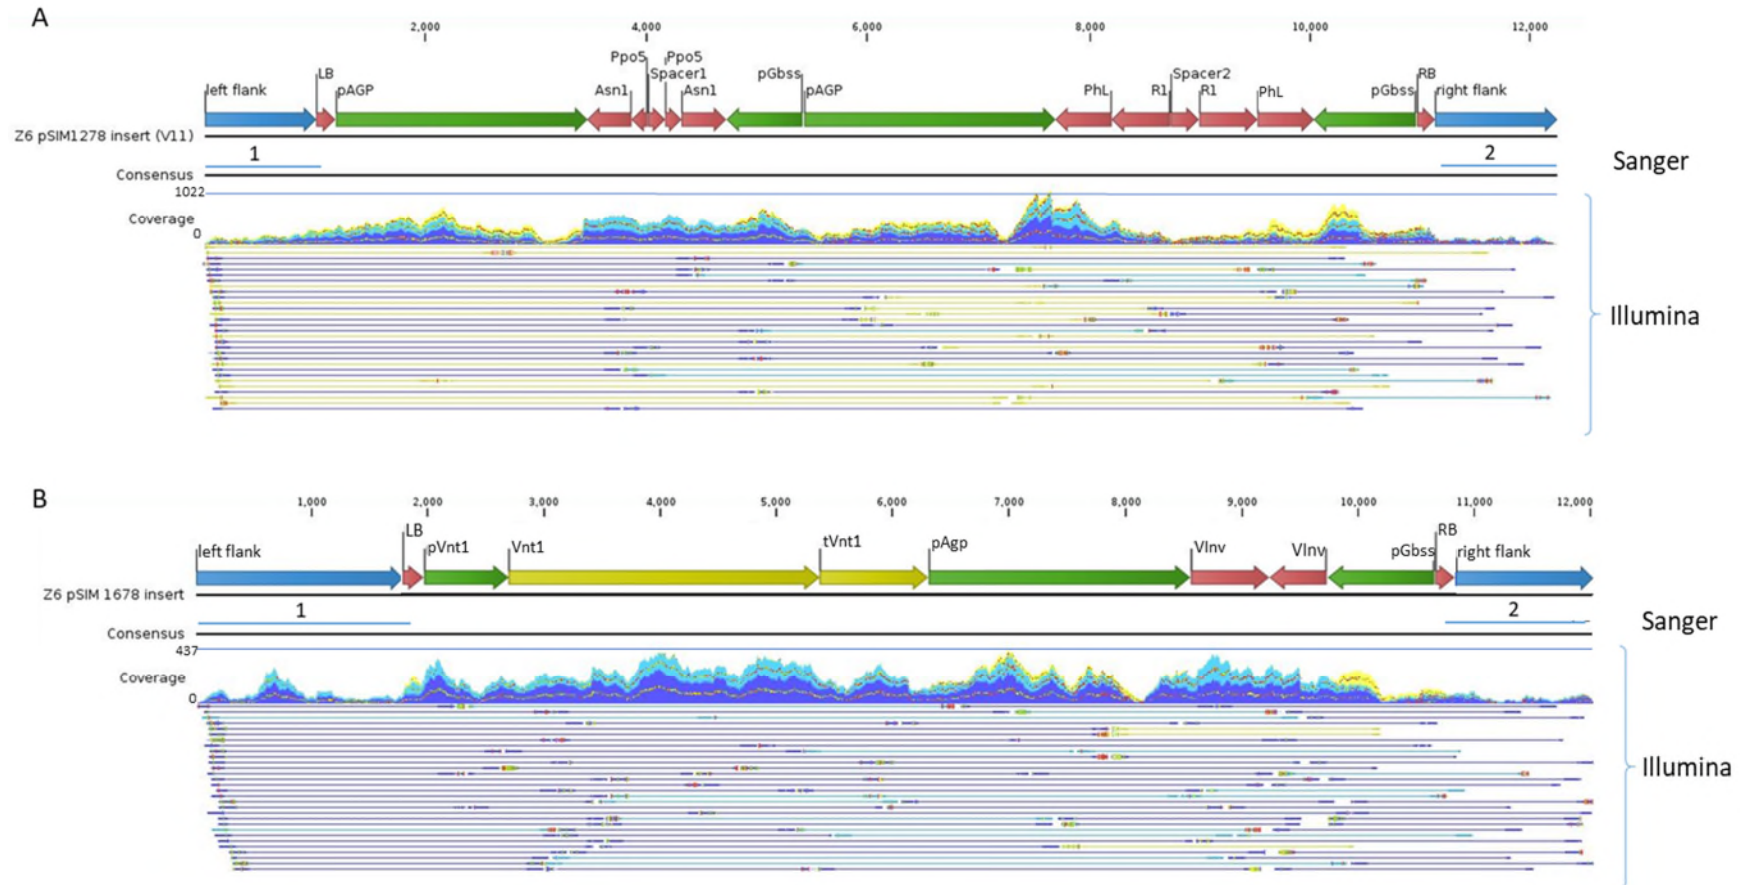 A
2,000 4,000 6,000 8,000 10,000 12,000
Ppo5 Ppo5
LB Spacer1 pGbss Spacer2 RB
left flank pAGP Asn1 Asn1 pAGP PhL R1 R1 PhL pGbss right flank
Z6 pSIM1278 insert (V11)
1 2 Sanger
Consensus
1022
Coverage
0
Illumina
B
1,000 2,000 3,000 4,000 5,000 6,000 7,000 8,000 9,000 10,000 11,000 12,000
LB RB
left flank pVnt1 Vnt1 tVnt1 pAgp VInv VInv pGbss right flank
Z6 pSIM 1678 insert
1 2 Sanger
Consensus
437
Coverage
0
Illumina